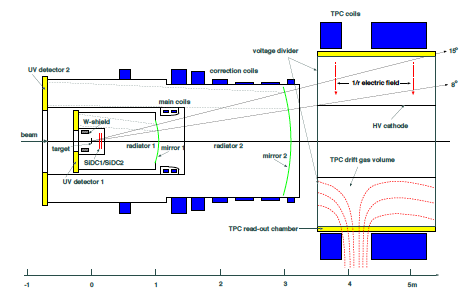 TPC coils
voltage divider
15°
UV detector 2
correction coils
1/r electric field
8°
main coils
W-shield
HV cathode
beam
target
radiator 1
mirror 1
radiator 2
mirror 2
TPC drift gas volume
SIDC1/SIDC2
UV detector 1
TPC read-out chamber
-1
0
1
2
3
4
5m